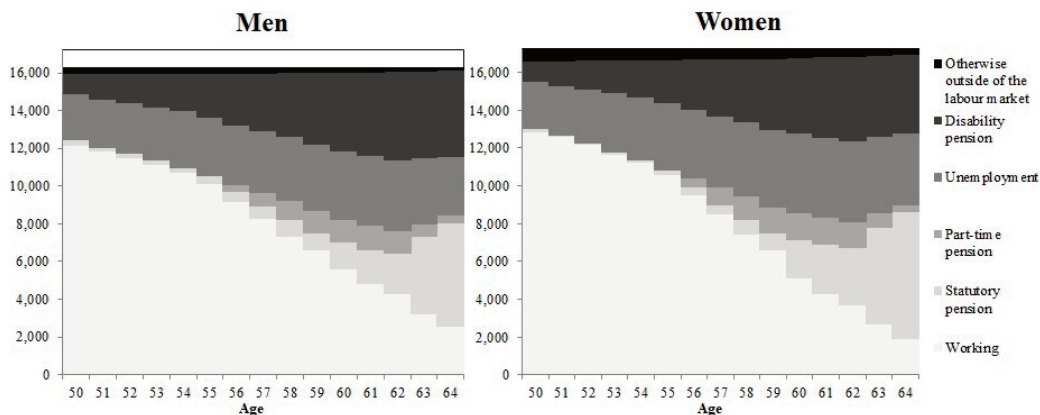 Men
16,000
14,000
12,000
10,000
8,000
6,000
4,000
2,000
0
50 51 52 53 54 55 56 57 58 59 60 61 62 63 64
Age
Women
16,000
14,000
12,000
10,000
8,000
6,000
4,000
2,000
0
50 51 52 53 54 55 56 57 58 59 60 61 62 63 64
Age
Otherwise
outside of the
labour market
Disability
pension
Unemployment
Part-time
pension
Statutory
pension
Working